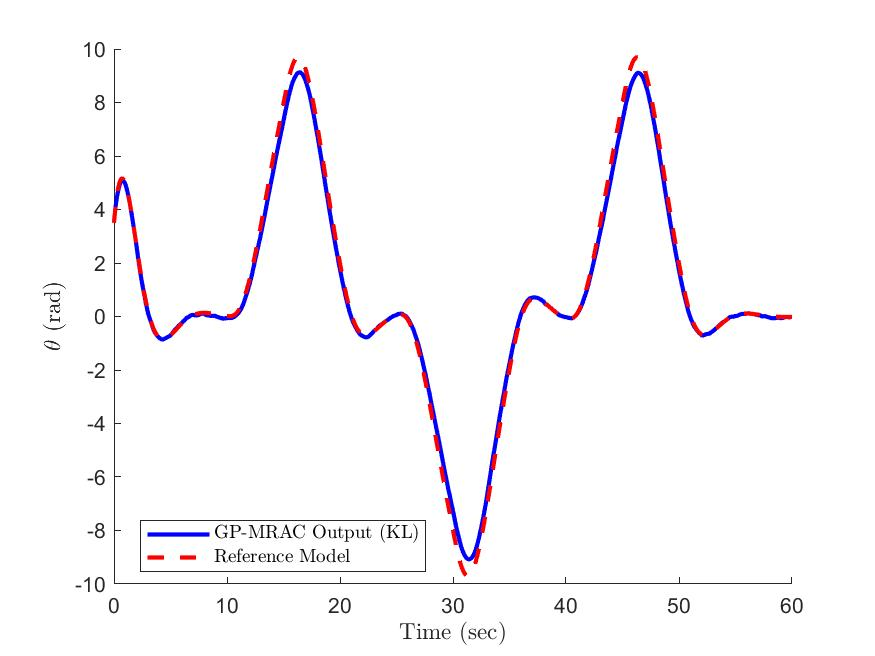 10
8
6
4
2
0
-2
-4
-6
-8
-10
θ (rad)
GP-MRAC Output (KL)
Reference Model
0 10 20 30 40 50 60
Time (sec)